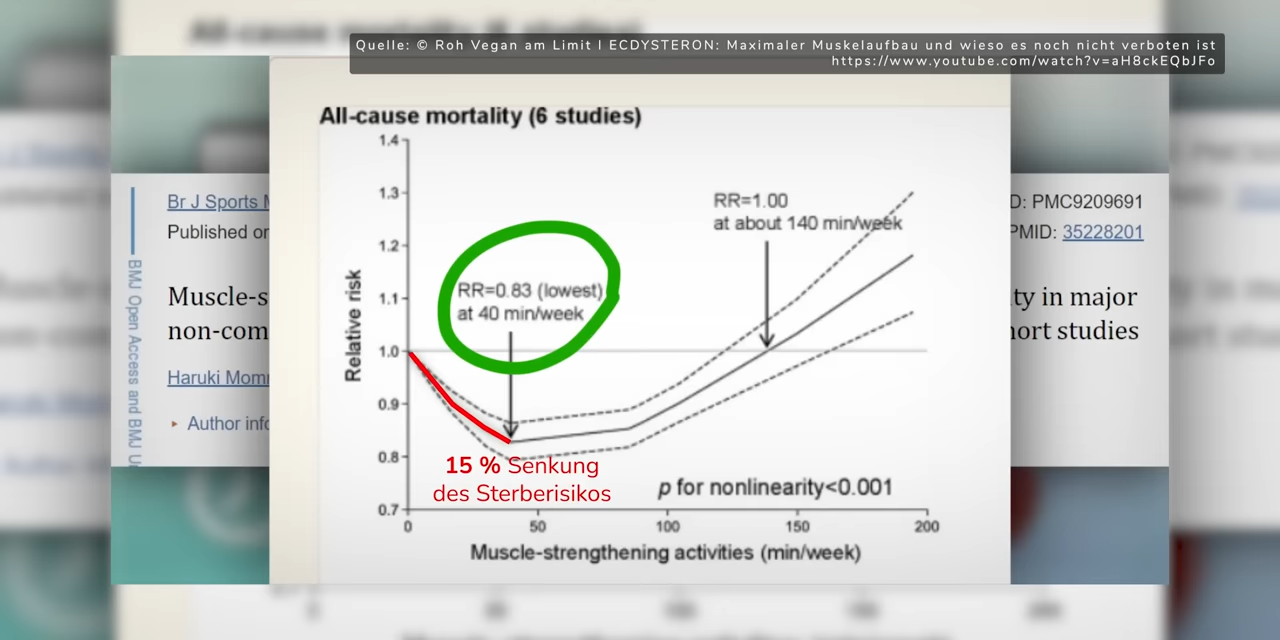 Quelle: © Roh Vegan am Limit I ECDYSTERON: Maximaler Muskelaufbau und wieso es noch nicht verboten ist
https://www.youtube.com/watch?v=aH8ckEQbJFo
All-cause mortality (6 studies)
1.4
1.3
1.2
1.1
1.0
0.9
0.8
0.7
Relative risk
RR=0.83 (lowest)
at 40 min/week
RR=1.00
at about 140 min/week
15 % Senkung
des Sterberisikos
p for nonlinearity<0.001
0
50
100
150
200
Muscle-strengthening activities (min/week)
BMJ Open Access and BMJ
Br J Sports
D: PMC9209691
Published
PMID: 35228201
Muscle-s
ty in major
non-com
ort studies
Haruki Mom
Author info